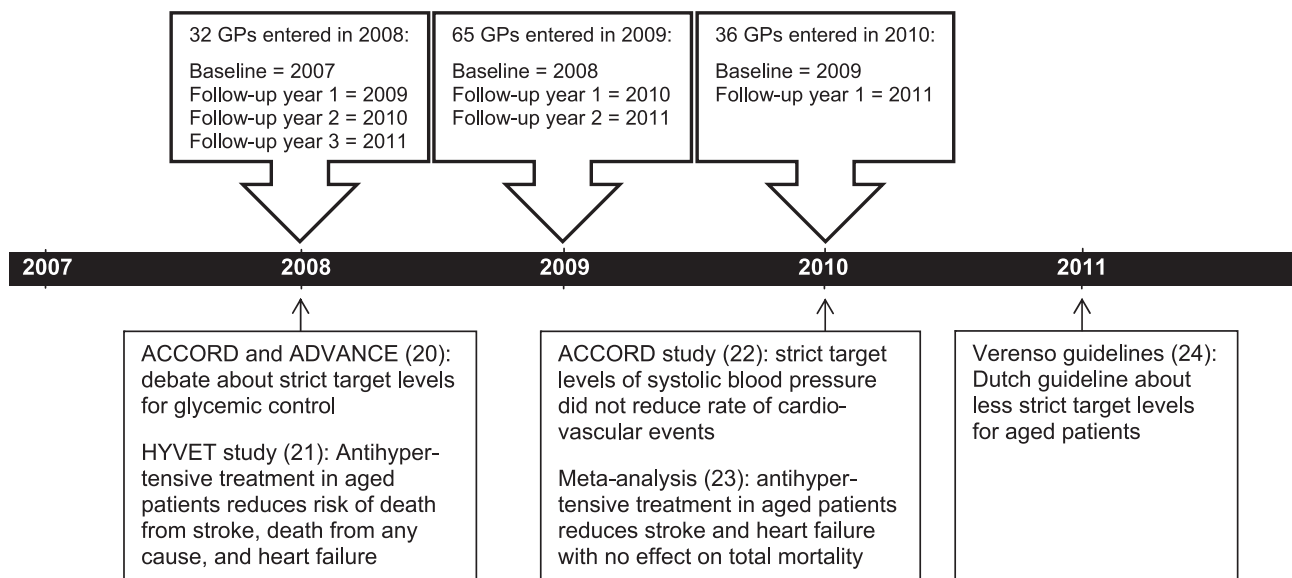 32 GPs entered in 2008:
Baseline = 2007
Follow-up year 1 = 2009
Follow-up year 2 = 2010
Follow-up year 3 = 2011
65 GPs entered in 2009:
Baseline = 2008
Follow-up year 1 = 2010
Follow-up year 2 = 2011
36 GPs entered in 2010:
Baseline = 2009
Follow-up year 1 = 2011
2007
2008
2009
2010
2011
ACCORD and ADVANCE (20):
debate about strict target levels
for glycemic control
HYVET study (21): Antihyper-
tensive treatment in aged
patients reduces risk of death
from stroke, death from any
cause, and heart failure
ACCORD study (22): strict target
levels of systolic blood pressure
did not reduce rate of cardio-
vascular events
Meta-analysis (23): antihyper-
tensive treatment in aged patients
reduces stroke and heart failure
with no effect on total mortality
Verenso guidelines (24):
Dutch guideline about
less strict target levels
for aged patients